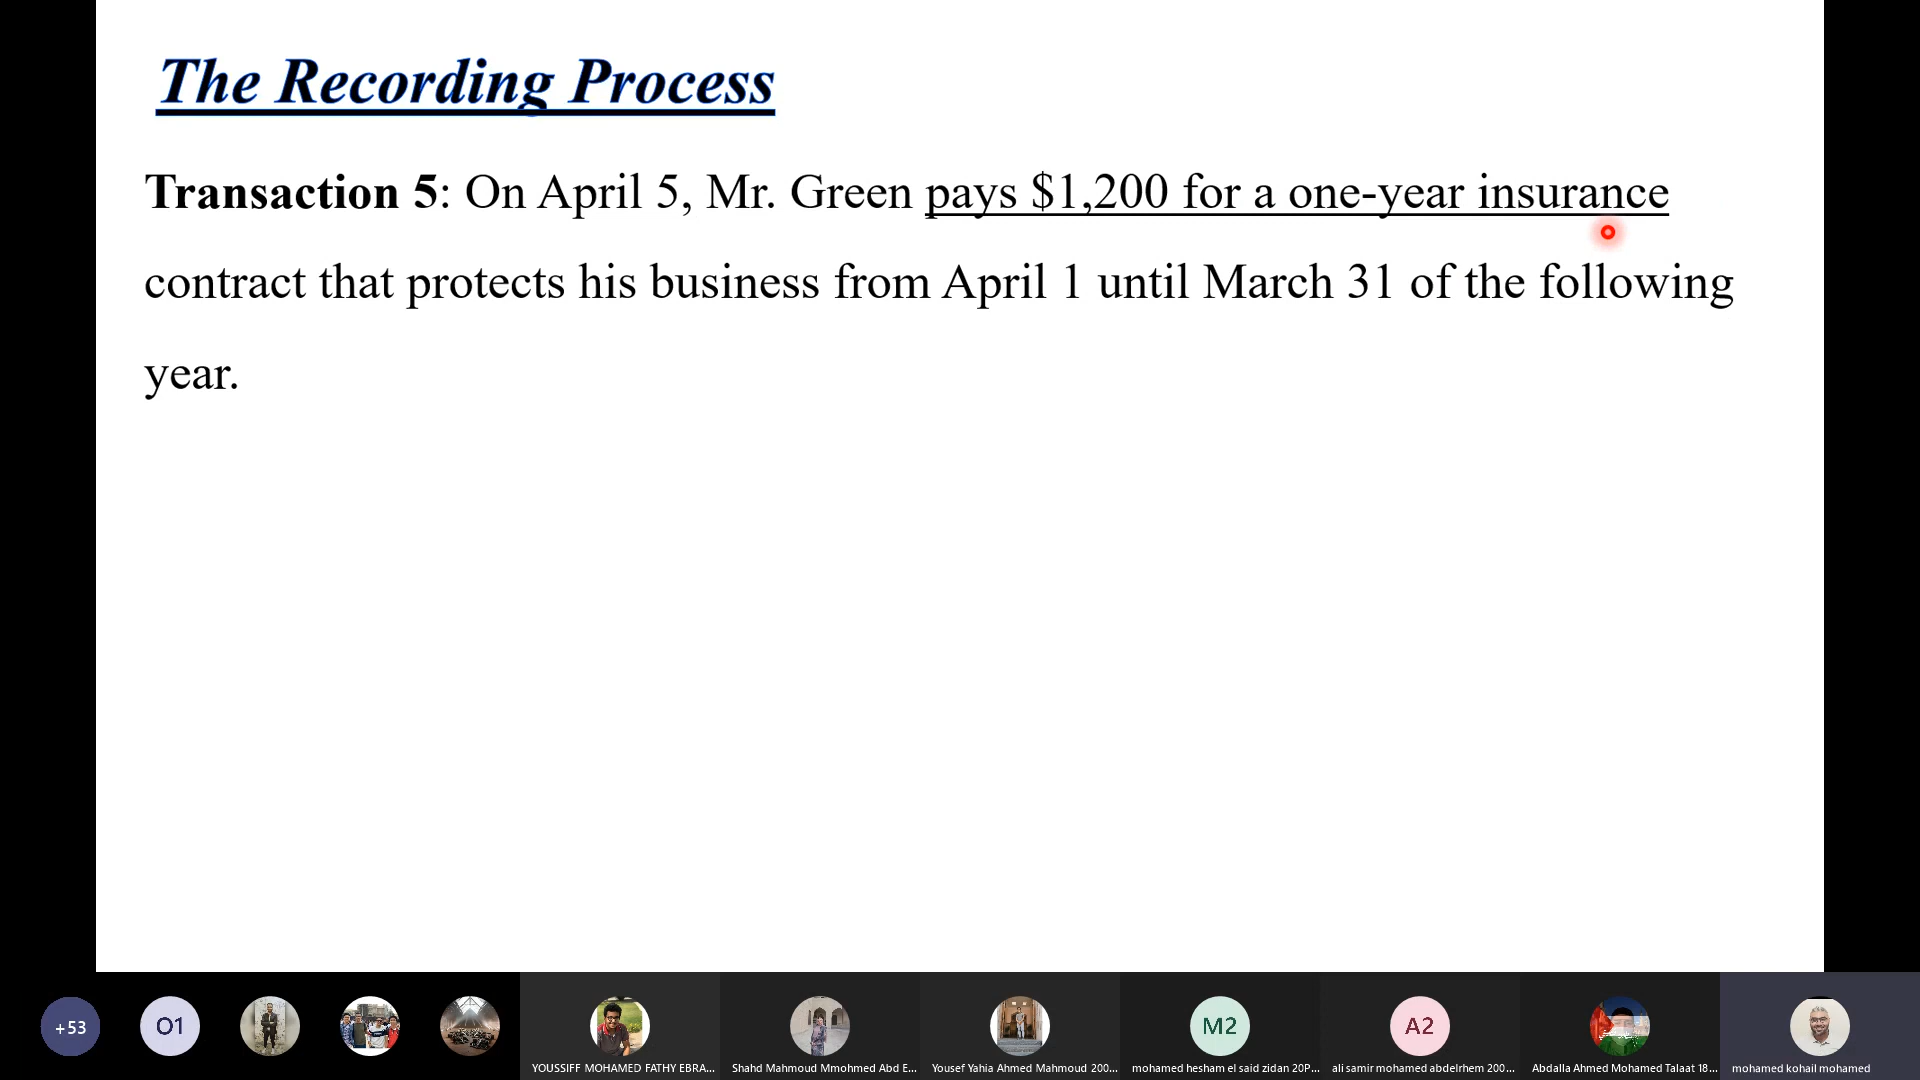 The Recording Process
Transaction 5: On April 5, Mr. Green pays $1,200 for a one-year insurance
contract that protects his business from April 1 until March 31 of the following
year.
+53
O1
M2
A2
YOUSSIFF MOHAMED FATHY EBRA...
Shahd Mahmoud Mmohmed Abd E...
Yousef Yahia Ahmed Mahmoud 200...
mohamed hesham el said zidan 20P...
ali samir mohamed abdelrhem 200...
Abdalla Ahmed Mohamed Talaat 18...
mohamed kohail mohamed